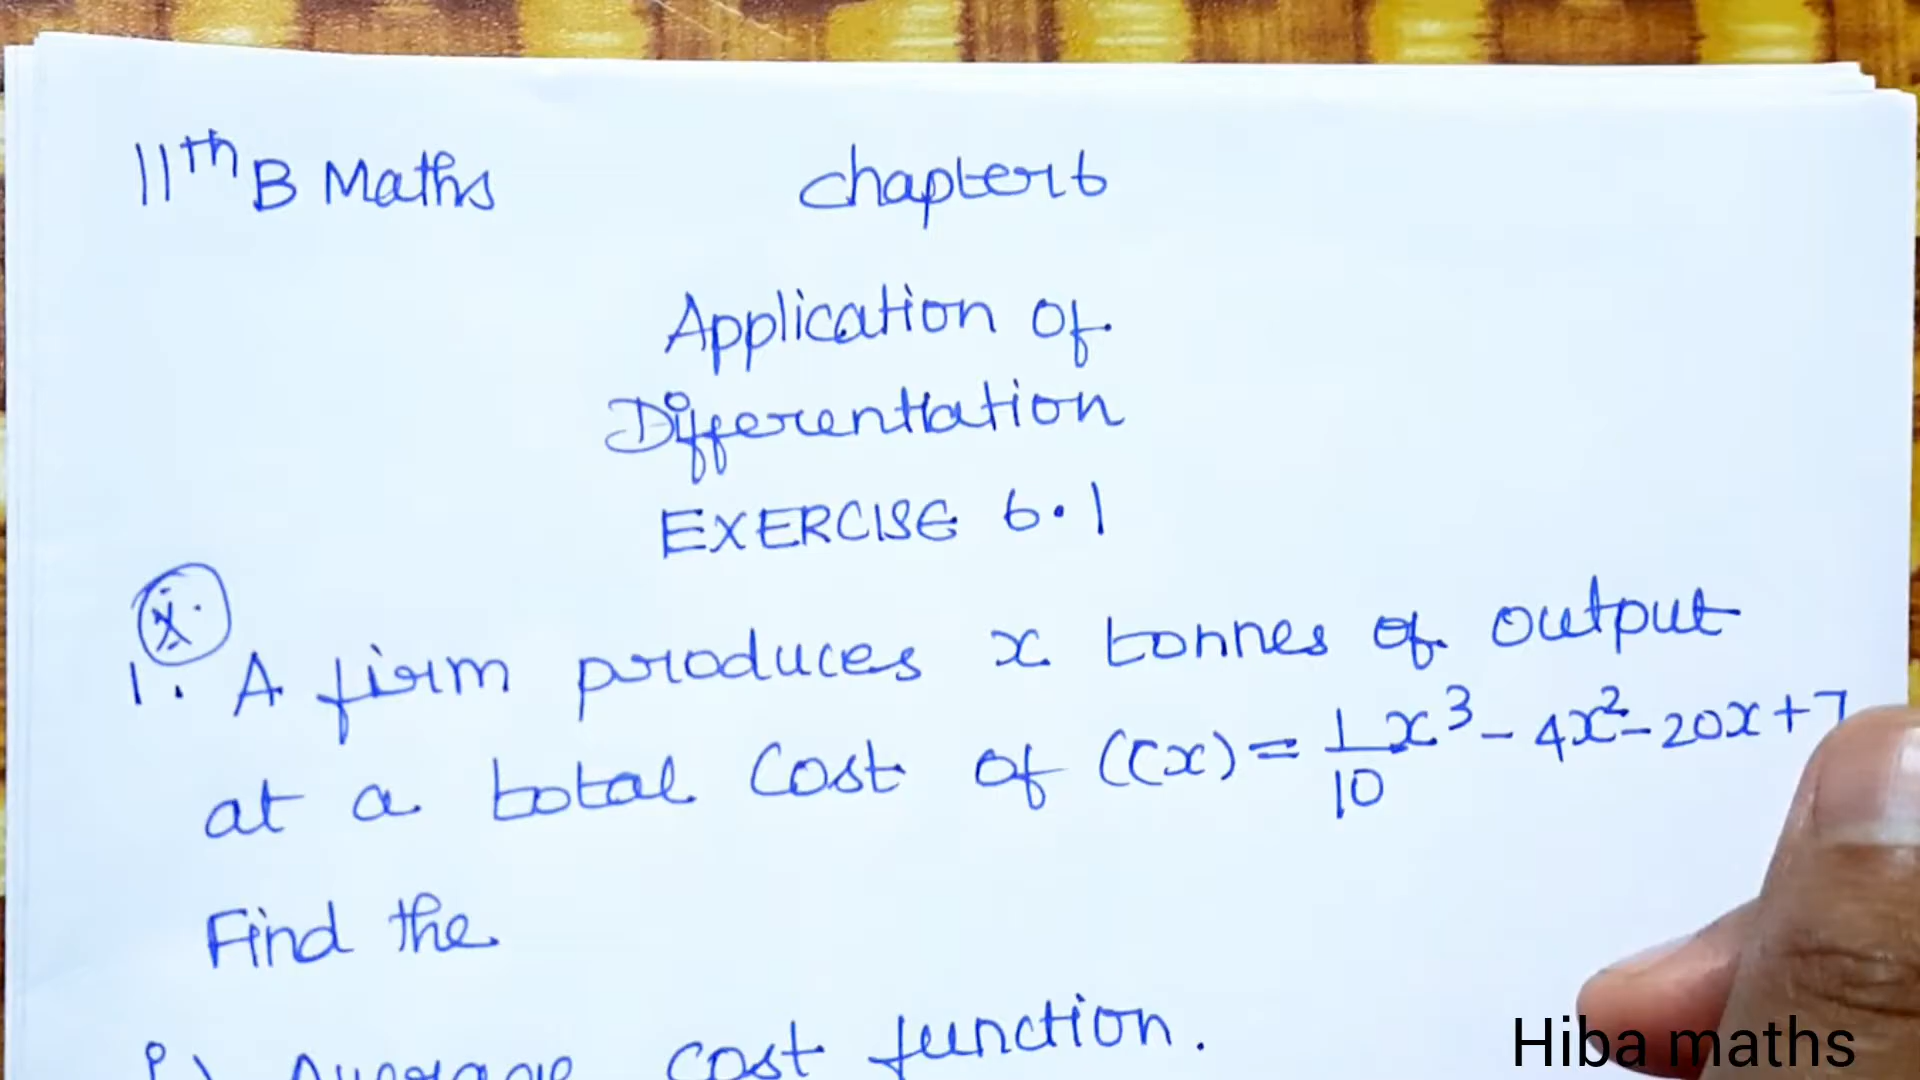 11th B Maths chapter 6
Application of
Differentiation
EXERCISE 6.1
1. A firm produces x tonnes of output
at a total cost of C(x) = 1/10 x³ - 4x² - 20x + 7
Find the
i) Average cost function.
Hiba maths